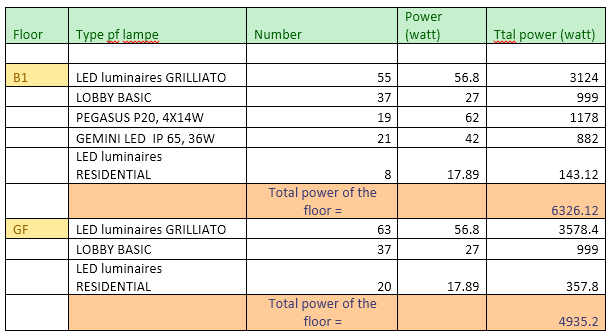 Floor Type pf lampe Number Power (watt) Ttal power (watt)
B1 LED luminaires GRILLIATO 55 56.8 3124
LOBBY BASIC 37 27 999
PEGASUS P20, 4X14W 19 62 1178
GEMINI LED IP 65, 36W 21 42 882
LED luminaires
RESIDENTIAL 8 17.89 143.12
Total power of the
floor = 6326.12
GF LED luminaires GRILLIATO 63 56.8 3578.4
LOBBY BASIC 37 27 999
LED luminaires
RESIDENTIAL 20 17.89 357.8
Total power of the
floor = 4935.2